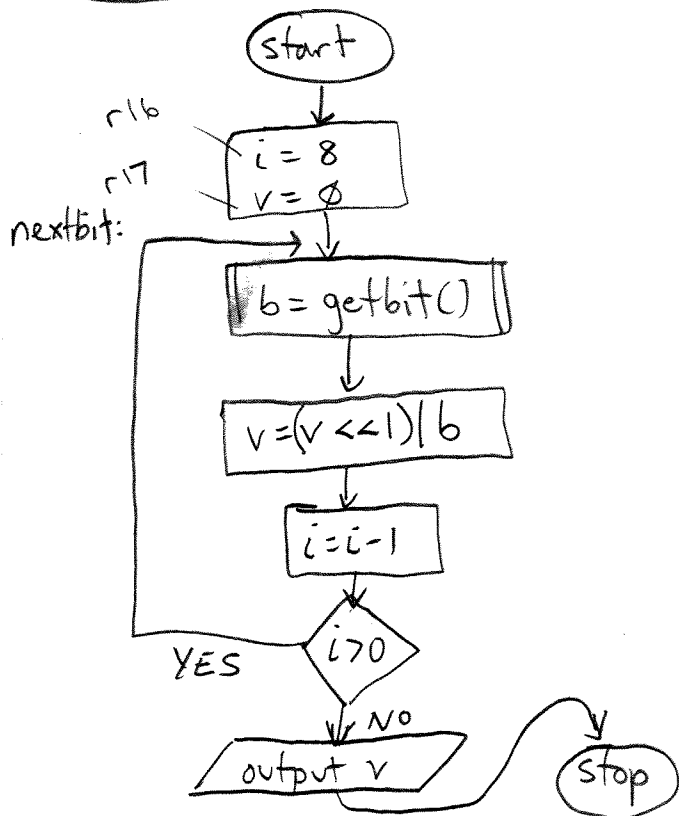 start
r16
i = 8
r17
v = Ø
nextbit:
b = getbit()
v = (v <<1) | b
i = i - 1
i > 0
YES
NO
output v
stop